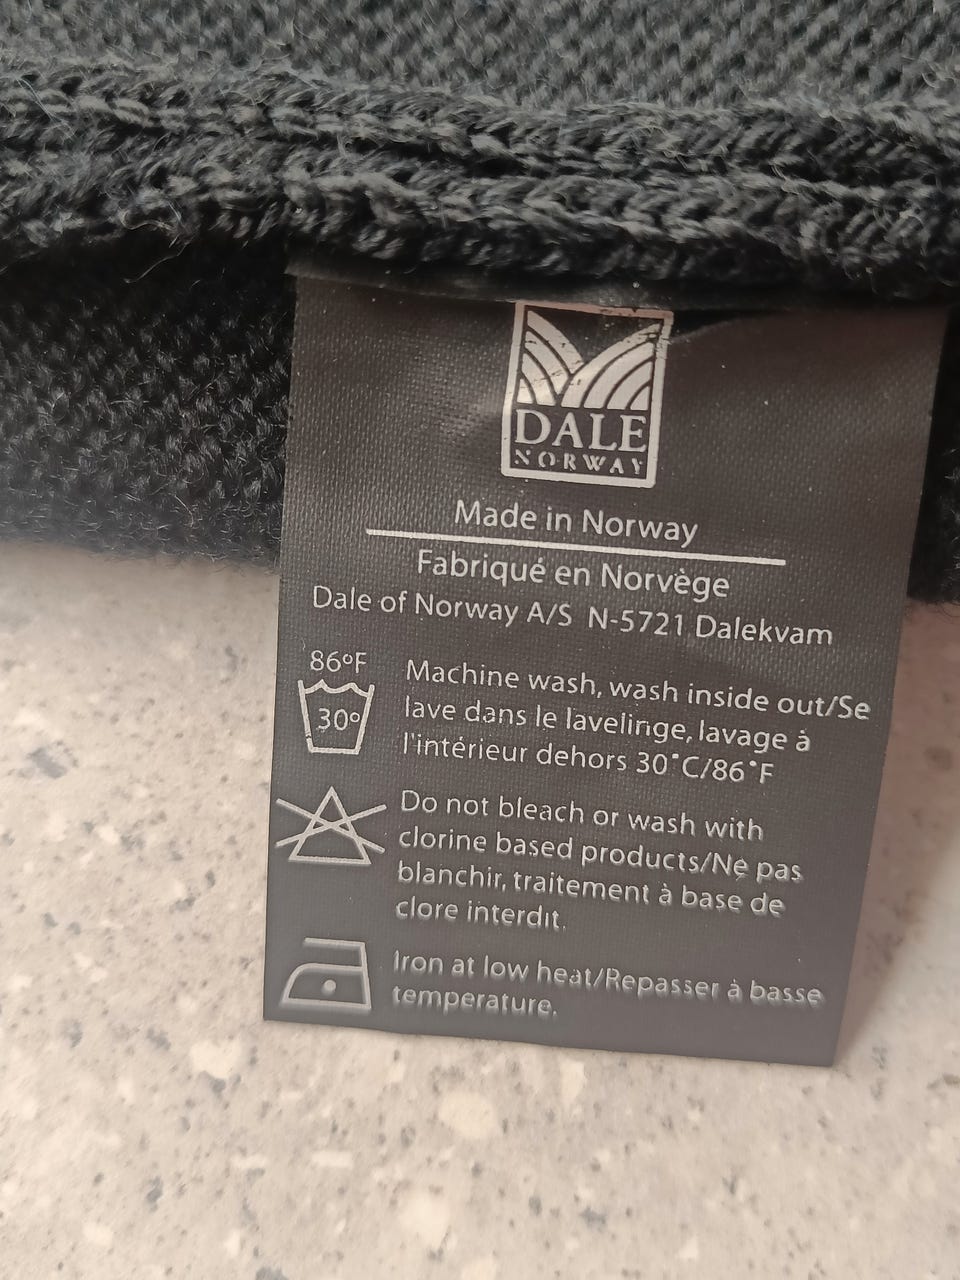 DALE
NORWAY
Made in Norway
Fabriqué en Norvège
Dale of Norway A/S N-5721 Dalekvam
86ºF
30º
Machine wash, wash inside out/Se
lave dans le lavelinge, lavage à
l'intérieur dehors 30°C/86°F
Do not bleach or wash with
clorine based products/Ne pas
blanchir, traitement à base de
clore interdit.
Iron at low heat/Repasser à basse
temperature.